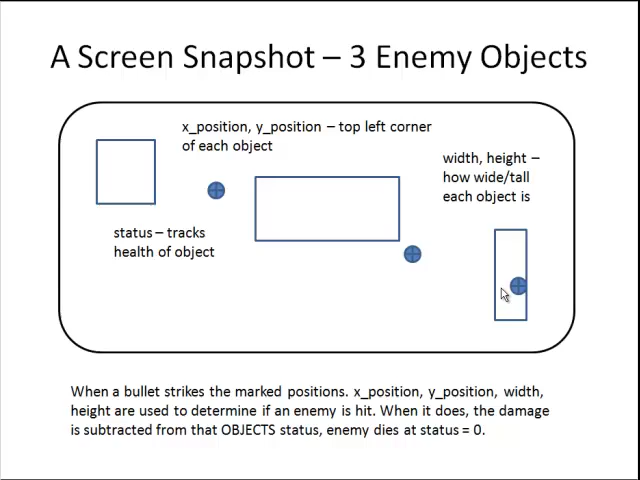 A Screen Snapshot – 3 Enemy Objects
x_position, y_position – top left corner
of each object
width, height –
how wide/tall
each object is
status – tracks
health of object
When a bullet strikes the marked positions. x_position, y_position, width,
height are used to determine if an enemy is hit. When it does, the damage
is subtracted from that OBJECTS status, enemy dies at status = 0.